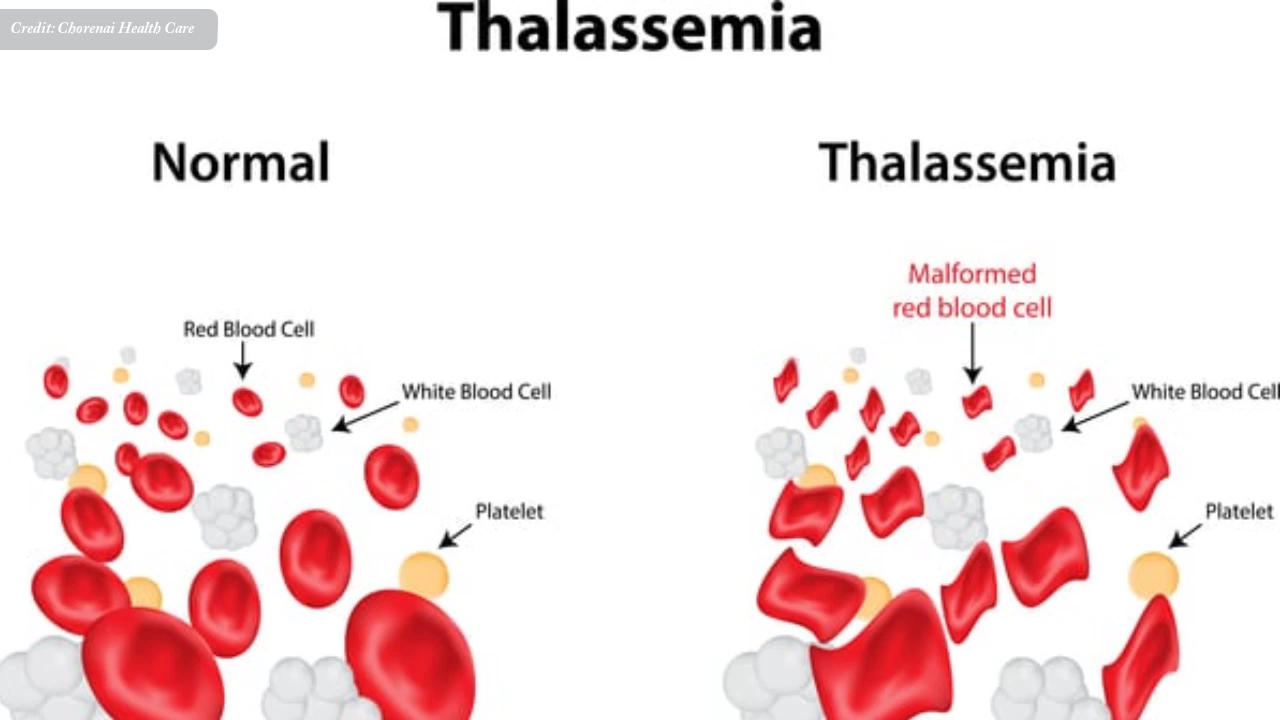 Credit: Chorenai Health Care
Thalassemia
Normal
Thalassemia
Malformed
red blood cell
Red Blood Cell
White Blood Cell
White Blood Cell
Platelet
Platelet